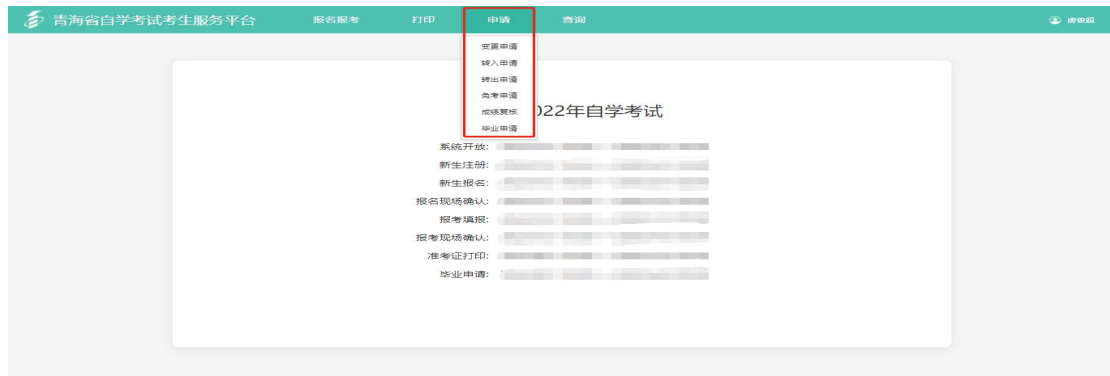 青海省自学考试考生服务平台 报名报考 打印 申请 查询
变更申请
转入申请
转出申请
免考申请
成绩复核
毕业申请
022年自学考试
系统开放:
新生注册:
新生报名:
报名现场确认:
报考填报:
报考现场确认:
准考证打印:
毕业申请: